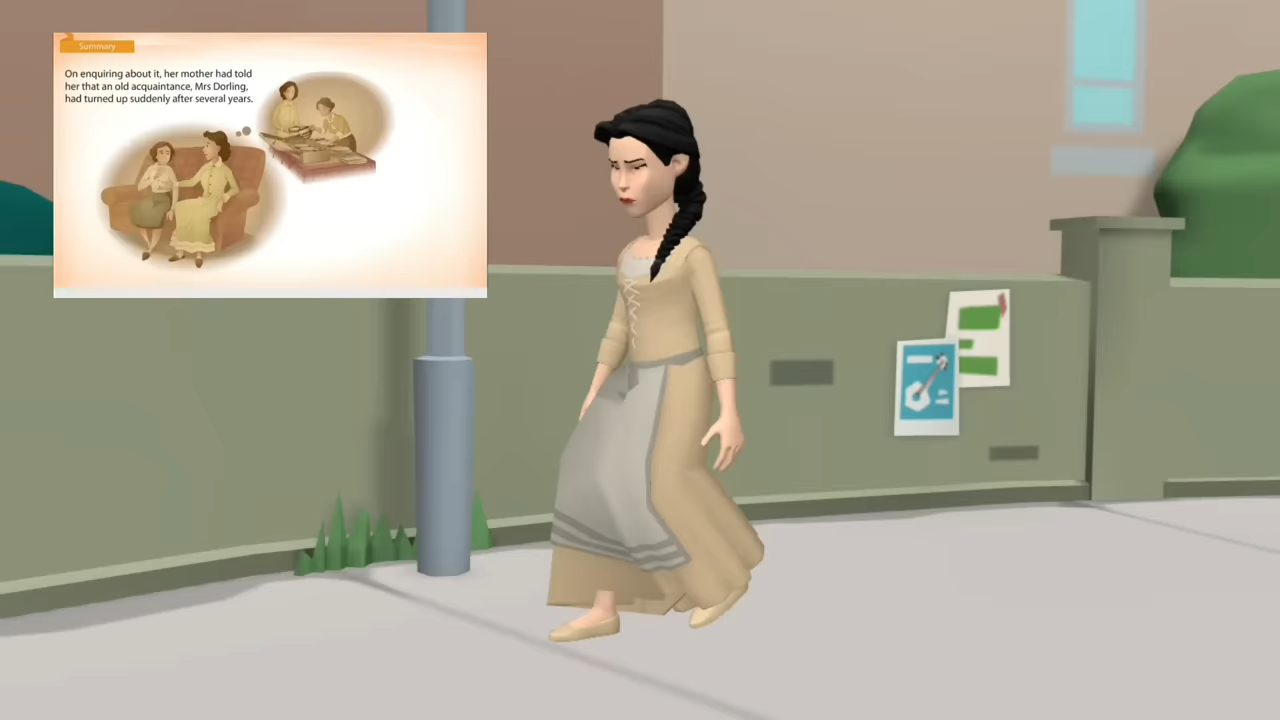 Summary
On enquiring about it, her mother had told
her that an old acquaintance, Mrs Dorling,
had turned up suddenly after several years.